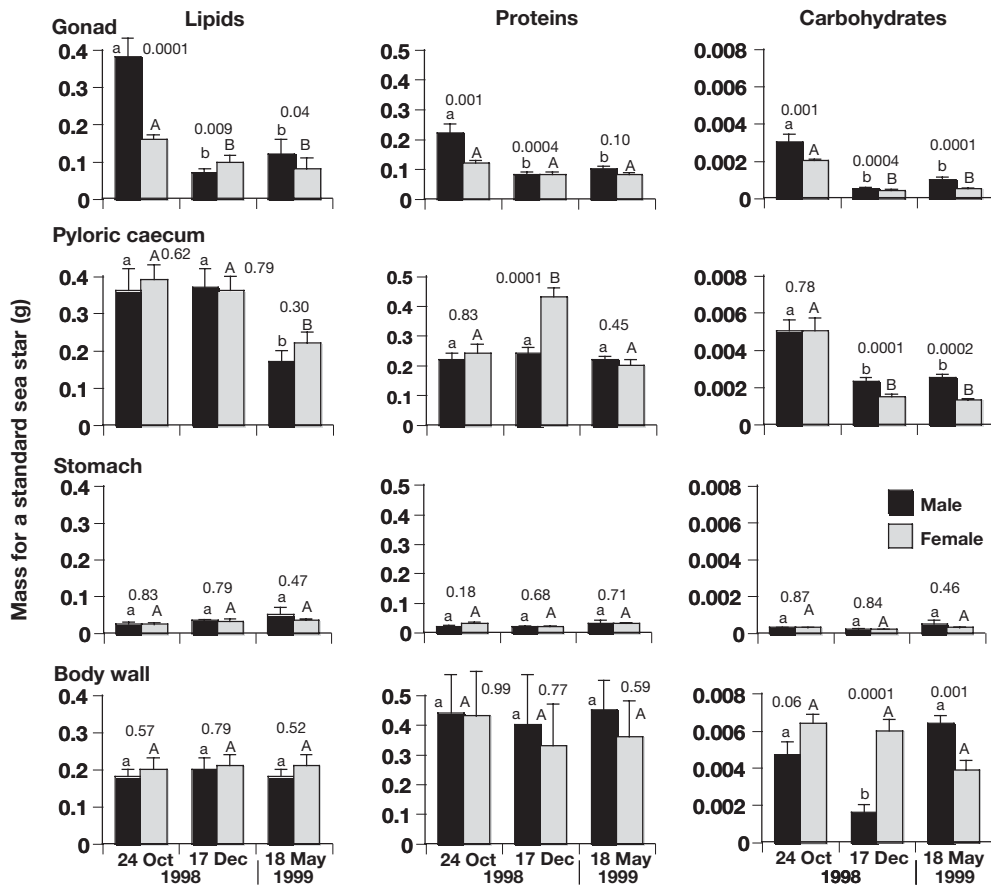 Lipids Proteins Carbohydrates
Gonad
0.4 0.3 0.2 0.1 0
a 0.0001 A 0.009 b B 0.04 b B
0.5 0.4 0.3 0.2 0.1 0
0.001 a A 0.0004 b A 0.10 b A
0.008 0.006 0.004 0.002 0
0.001 a A 0.0004 b B 0.0001 b B
Pyloric caecum
0.4 0.3 0.2 0.1 0
a A 0.62 a A 0.79 0.30 b B
0.5 0.4 0.3 0.2 0.1 0
0.83 a A 0.0001 a B 0.45 a A
0.008 0.006 0.004 0.002 0
0.78 a A 0.0001 b B 0.0002 b B
Mass for a standard sea star (g)
Stomach
0.4 0.3 0.2 0.1 0
0.83 a A 0.79 a A 0.47 a A
0.5 0.4 0.3 0.2 0.1 0
0.18 a A 0.68 a A 0.71 a A
0.008 0.006 0.004 0.002 0
0.87 a A 0.84 a A 0.46 a A
Male
Female
Body wall
0.4 0.3 0.2 0.1 0
0.57 a A 0.79 a A 0.52 a A
0.5 0.4 0.3 0.2 0.1 0
a A 0.99 a A 0.77 a A 0.59
0.008 0.006 0.004 0.002 0
0.06 a A 0.0001 b A 0.001 a A
24 Oct 17 Dec 18 May
1998 1999
24 Oct 17 Dec 18 May
1998 1999
24 Oct 17 Dec 18 May
1998 1999